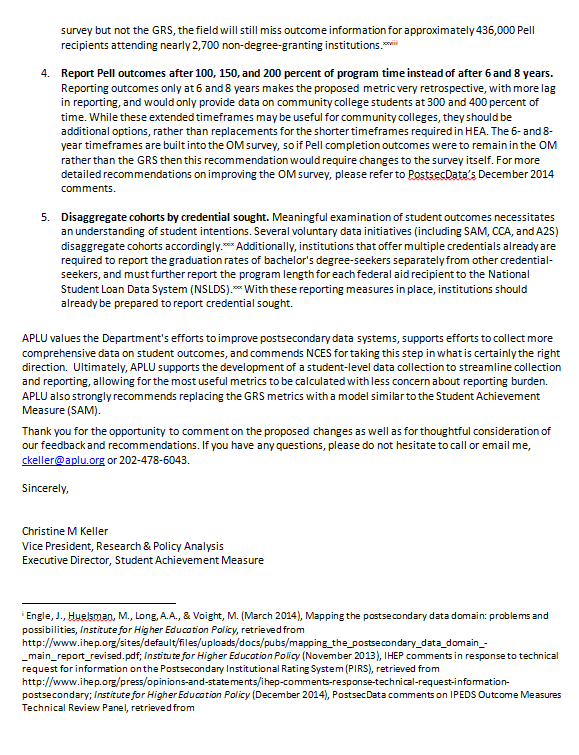 survey but not the GRS, the field will still miss outcome information for approximately 436,000 Pell
recipients attending nearly 2,700 non-degree-granting institutions.xxviii
4. Report Pell outcomes after 100, 150, and 200 percent of program time instead of after 6 and 8 years.
Reporting outcomes only at 6 and 8 years makes the proposed metric very retrospective, with more lag
in reporting, and would only provide data on community college students at 300 and 400 percent of
time. While these extended timeframes may be useful for community colleges, they should be
additional options, rather than replacements for the shorter timeframes required in HEA. The 6- and 8-
year timeframes are built into the OM survey, so if Pell completion outcomes were to remain in the OM
rather than the GRS then this recommendation would require changes to the survey itself. For more
detailed recommendations on improving the OM survey, please refer to PostsecData's December 2014
comments.
5. Disaggregate cohorts by credential sought. Meaningful examination of student outcomes necessitates
an understanding of student intentions. Several voluntary data initiatives (including SAM, CCA, and A2S)
disaggregate cohorts accordingly.xxix Additionally, institutions that offer multiple credentials already are
required to report the graduation rates of bachelor's degree-seekers separately from other credential-
seekers, and must further report the program length for each federal aid recipient to the National
Student Loan Data System (NSLDS).xxx With these reporting measures in place, institutions should
already be prepared to report credential sought.
APLU values the Department's efforts to improve postsecondary data systems, supports efforts to collect more
comprehensive data on student outcomes, and commends NCES for taking this step in what is certainly the right
direction. Ultimately, APLU supports the development of a student-level data collection to streamline collection
and reporting, allowing for the most useful metrics to be calculated with less concern about reporting burden.
APLU also strongly recommends replacing the GRS metrics with a model similar to the Student Achievement
Measure (SAM).
Thank you for the opportunity to comment on the proposed changes as well as for thoughtful consideration of
our feedback and recommendations. If you have any questions, please do not hesitate to call or email me,
ckeller@aplu.org or 202-478-6043.
Sincerely,
Christine M Keller
Vice President, Research & Policy Analysis
Executive Director, Student Achievement Measure
i Engle, J., Huelsman, M., Long, A.A., & Voight, M. (March 2014), Mapping the postsecondary data domain: problems and
possibilities, Institute for Higher Education Policy, retrieved from
http://www.ihep.org/sites/default/files/uploads/docs/pubs/mapping_the_postsecondary_data_domain_-
_main_report_revised.pdf; Institute for Higher Education Policy (November 2013), IHEP comments in response to technical
request for information on the Postsecondary Institutional Rating System (PIRS), retrieved from
http://www.ihep.org/press/opinions-and-statements/ihep-comments-response-technical-request-information-
postsecondary; Institute for Higher Education Policy (December 2014), PostsecData comments on IPEDS Outcome Measures
Technical Review Panel, retrieved from